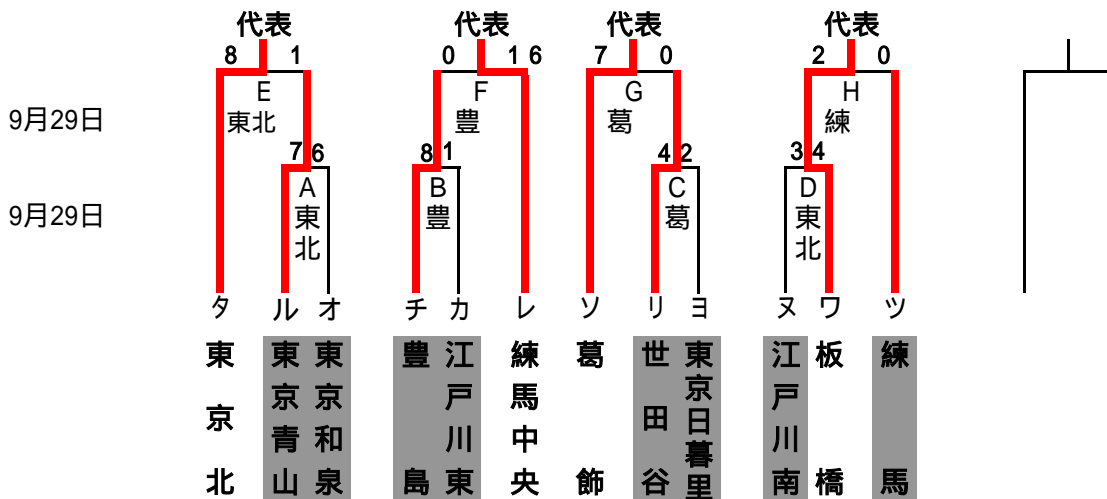 代表 代表 代表 代表
8 1 0 16 7 0 2 0
E F G H
9月29日 東北 豊 葛 練
7 6 8 1 4 2 3 4
A B C D
9月29日 東北 豊 葛 東北
タ ル オ チ カ レ ソ リ ヨ ヌ ワ ツ
東京北
東京青山
東京和泉
豊島
江戸川東
練馬中央
葛飾
世田谷
東京日暮里
江戸川南
板橋
練馬